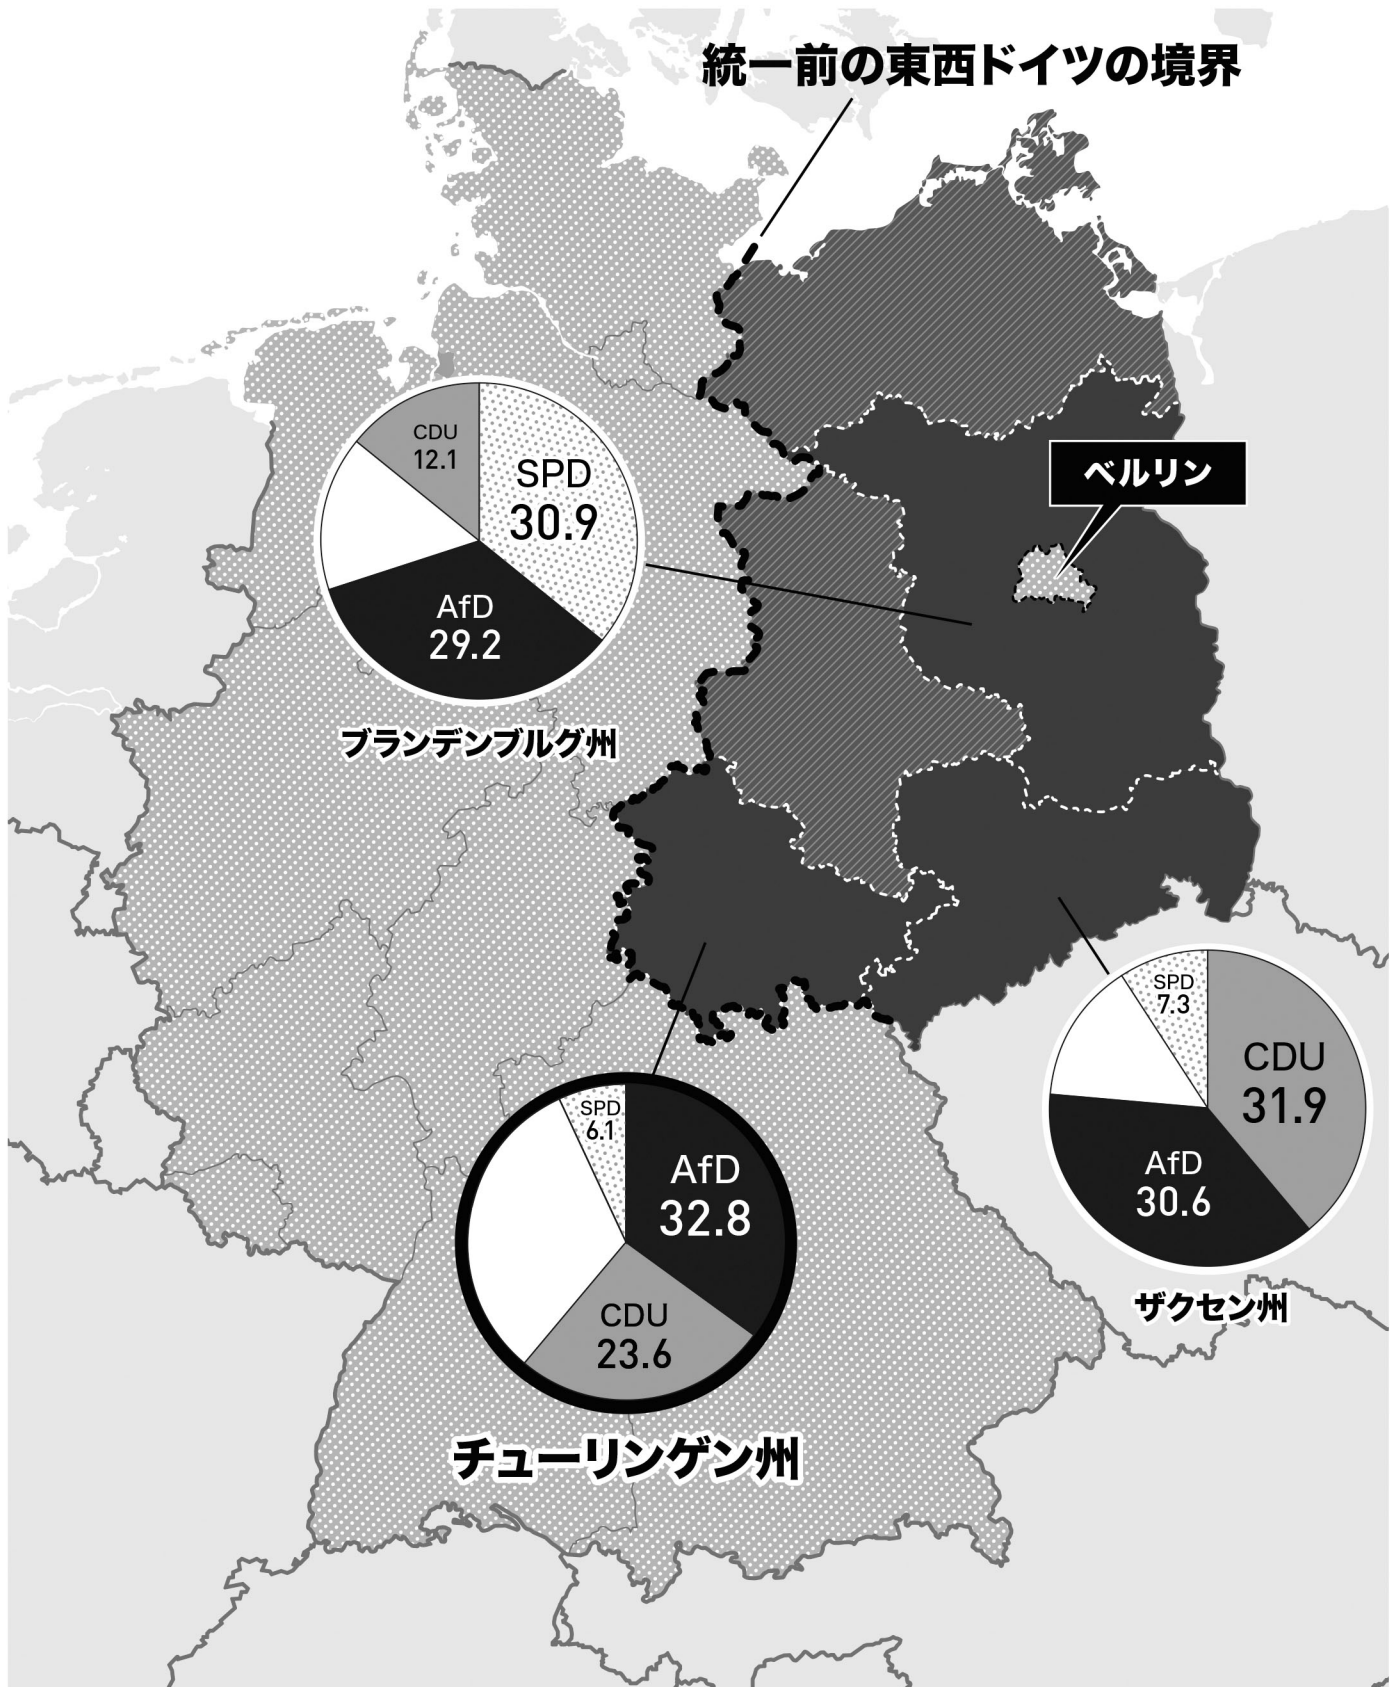 統一前の東西ドイツの境界
ベルリン
CDU
12.1
SPD
30.9
AfD
29.2
ブランデンブルグ州
SPD
7.3
CDU
31.9
AfD
30.6
ザクセン州
SPD
6.1
AfD
32.8
CDU
23.6
チューリンゲン州